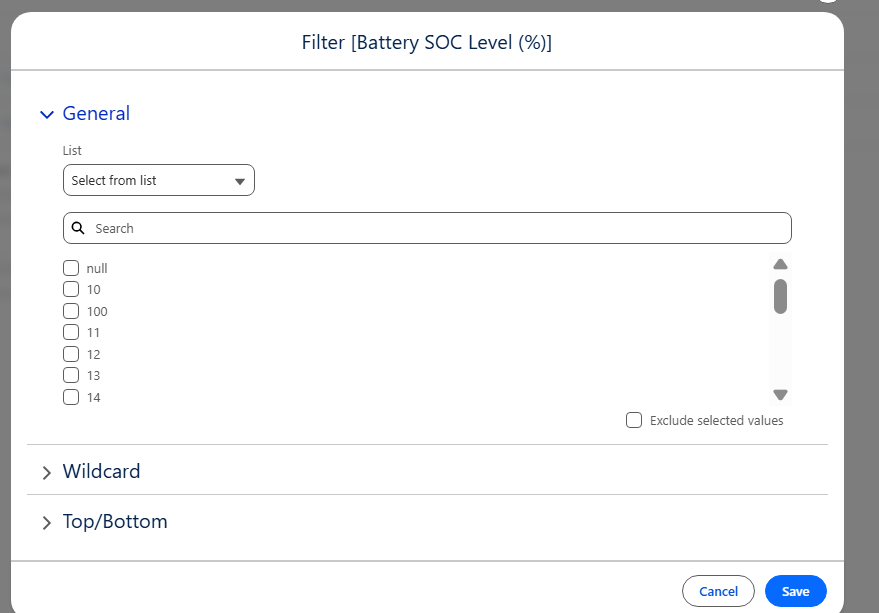 Filter [Battery SOC Level (%)]
General
List
Select from list
Search
null
10
100
11
12
13
14
Exclude selected values
Wildcard
Top/Bottom
Cancel Save